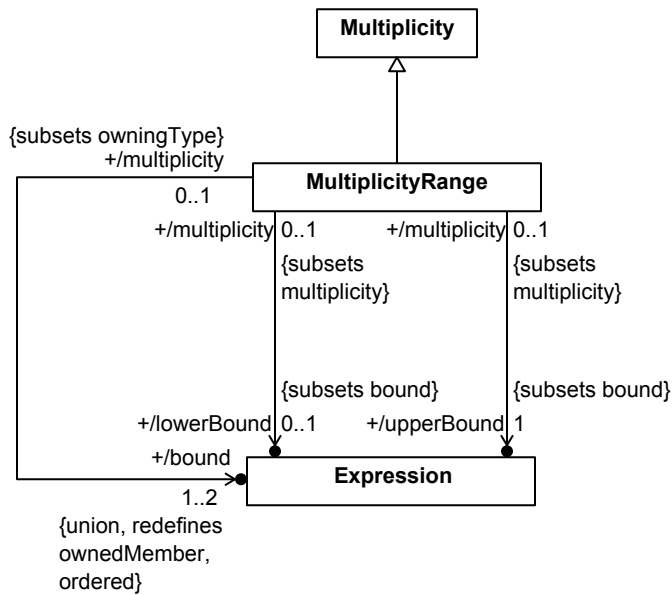 Multiplicity
{subsets owningType}
+/multiplicity
0..1
MultiplicityRange
+/multiplicity 0..1
{subsets
multiplicity}
+/multiplicity 0..1
{subsets
multiplicity}
{subsets bound}
+/lowerBound 0..1
{subsets bound}
+/upperBound 1
+/bound
1..2
Expression
{union, redefines
ownedMember,
ordered}